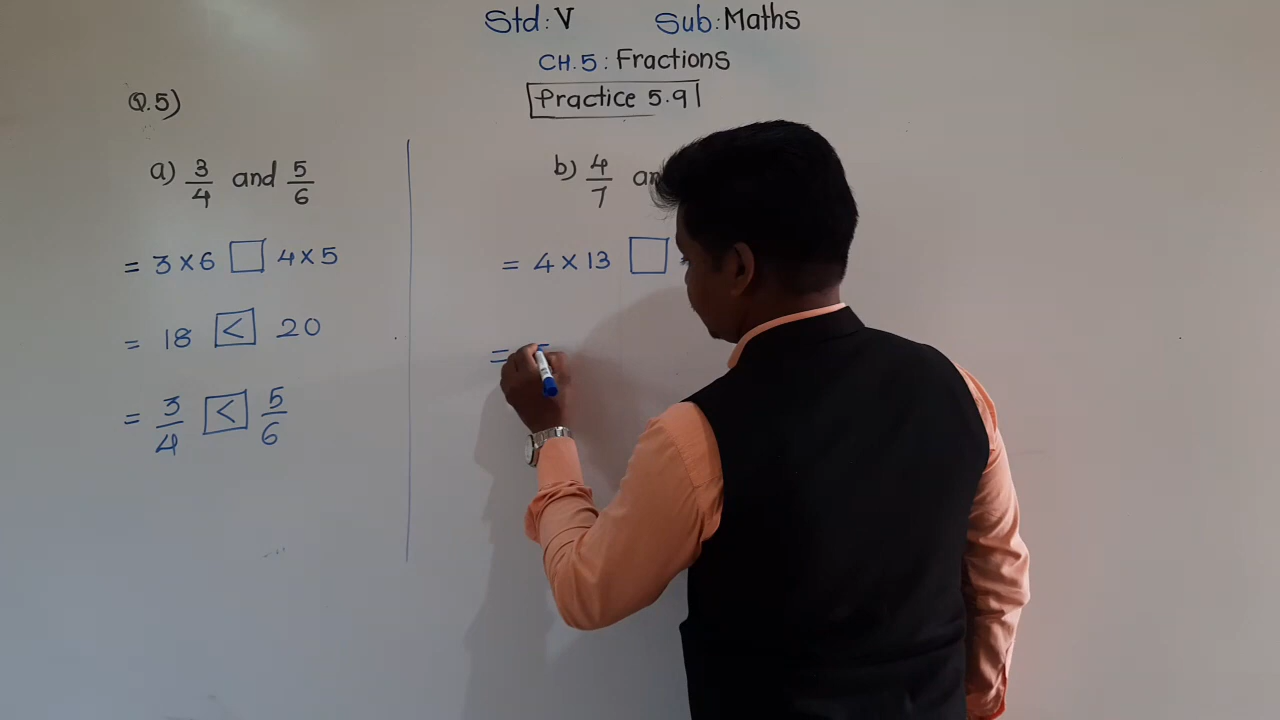 Std: V Sub: Maths
CH. 5 : Fractions
Practice 5.9
Q.5)
a) 3/4 and 5/6
= 3 × 6 □ 4 × 5
= 18 < 20
= 3/4 < 5/6
b) 4/7
= 4 × 13 □
=